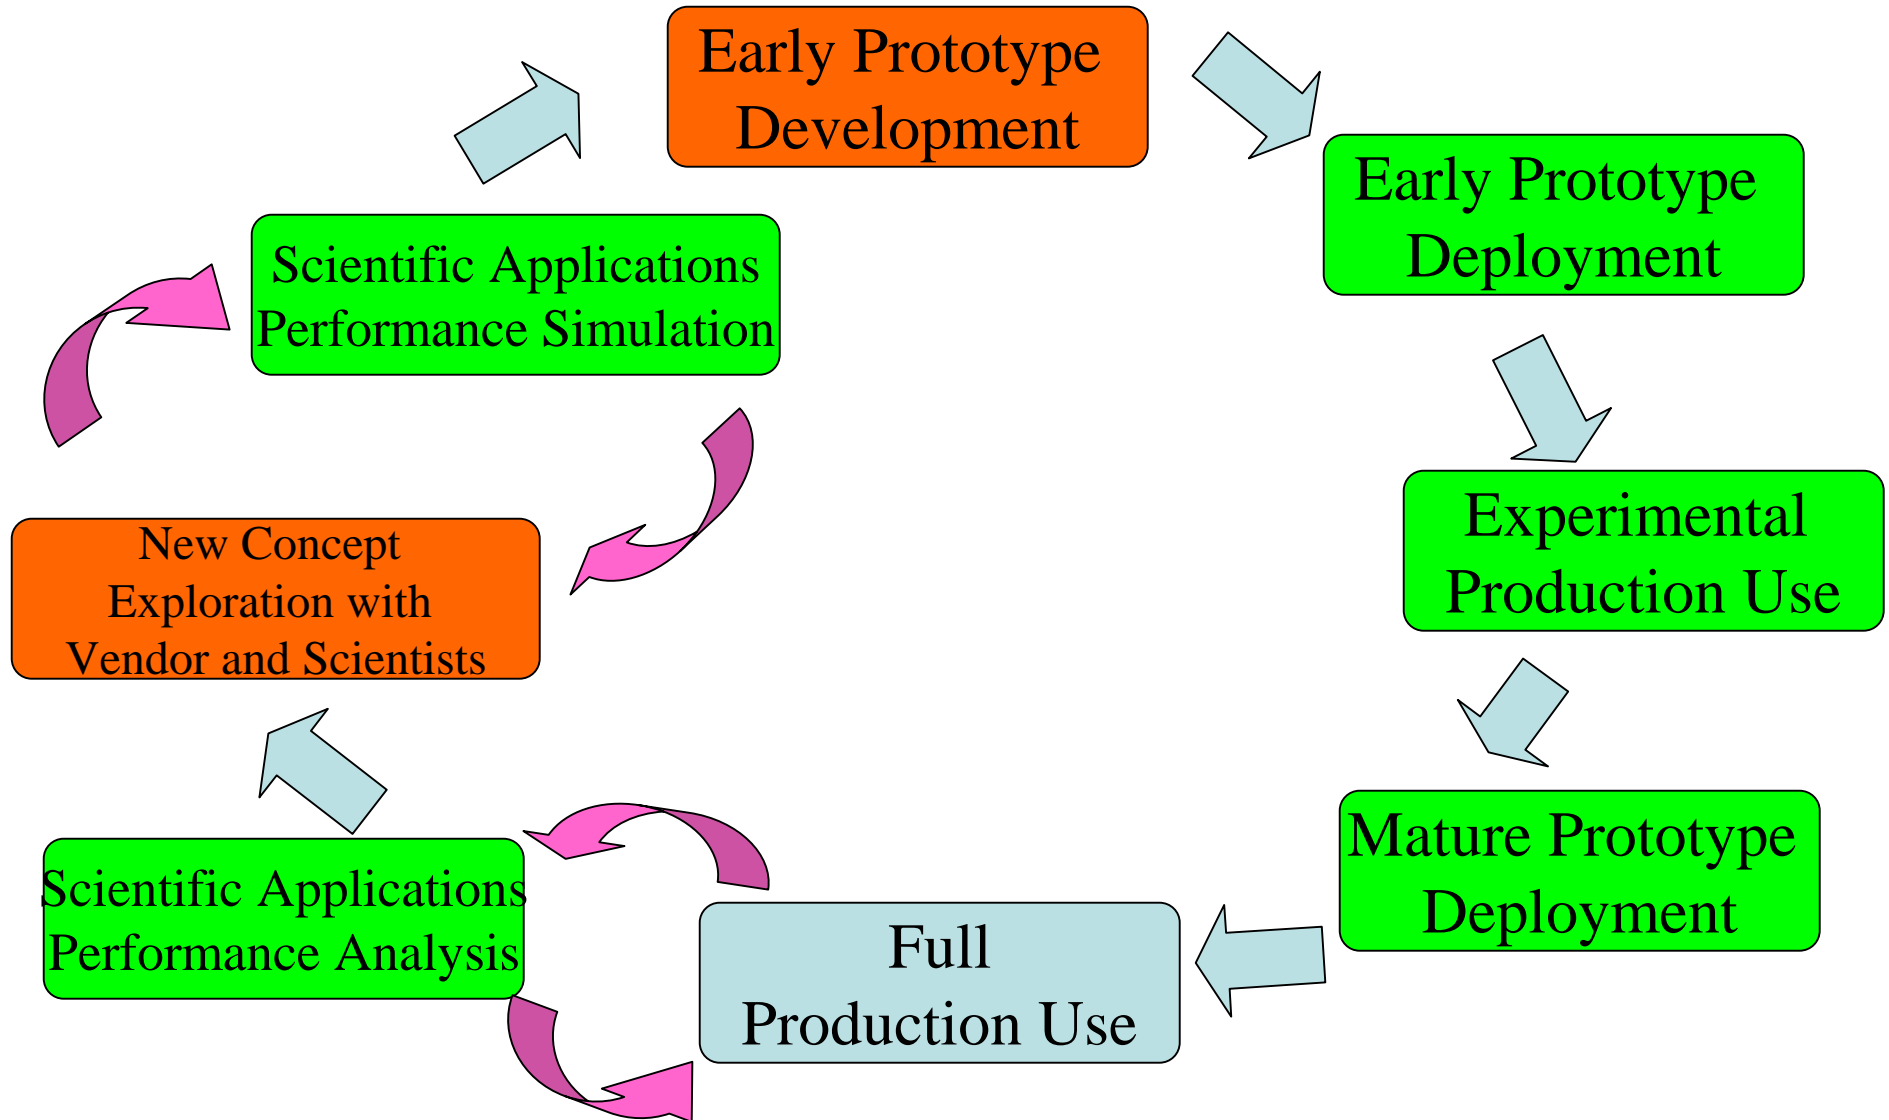 Early Prototype
Development
Early Prototype
Deployment
Scientific Applications
Performance Simulation
Experimental
Production Use
New Concept
Exploration with
Vendor and Scientists
Mature Prototype
Deployment
Scientific Applications
Performance Analysis
Full
Production Use